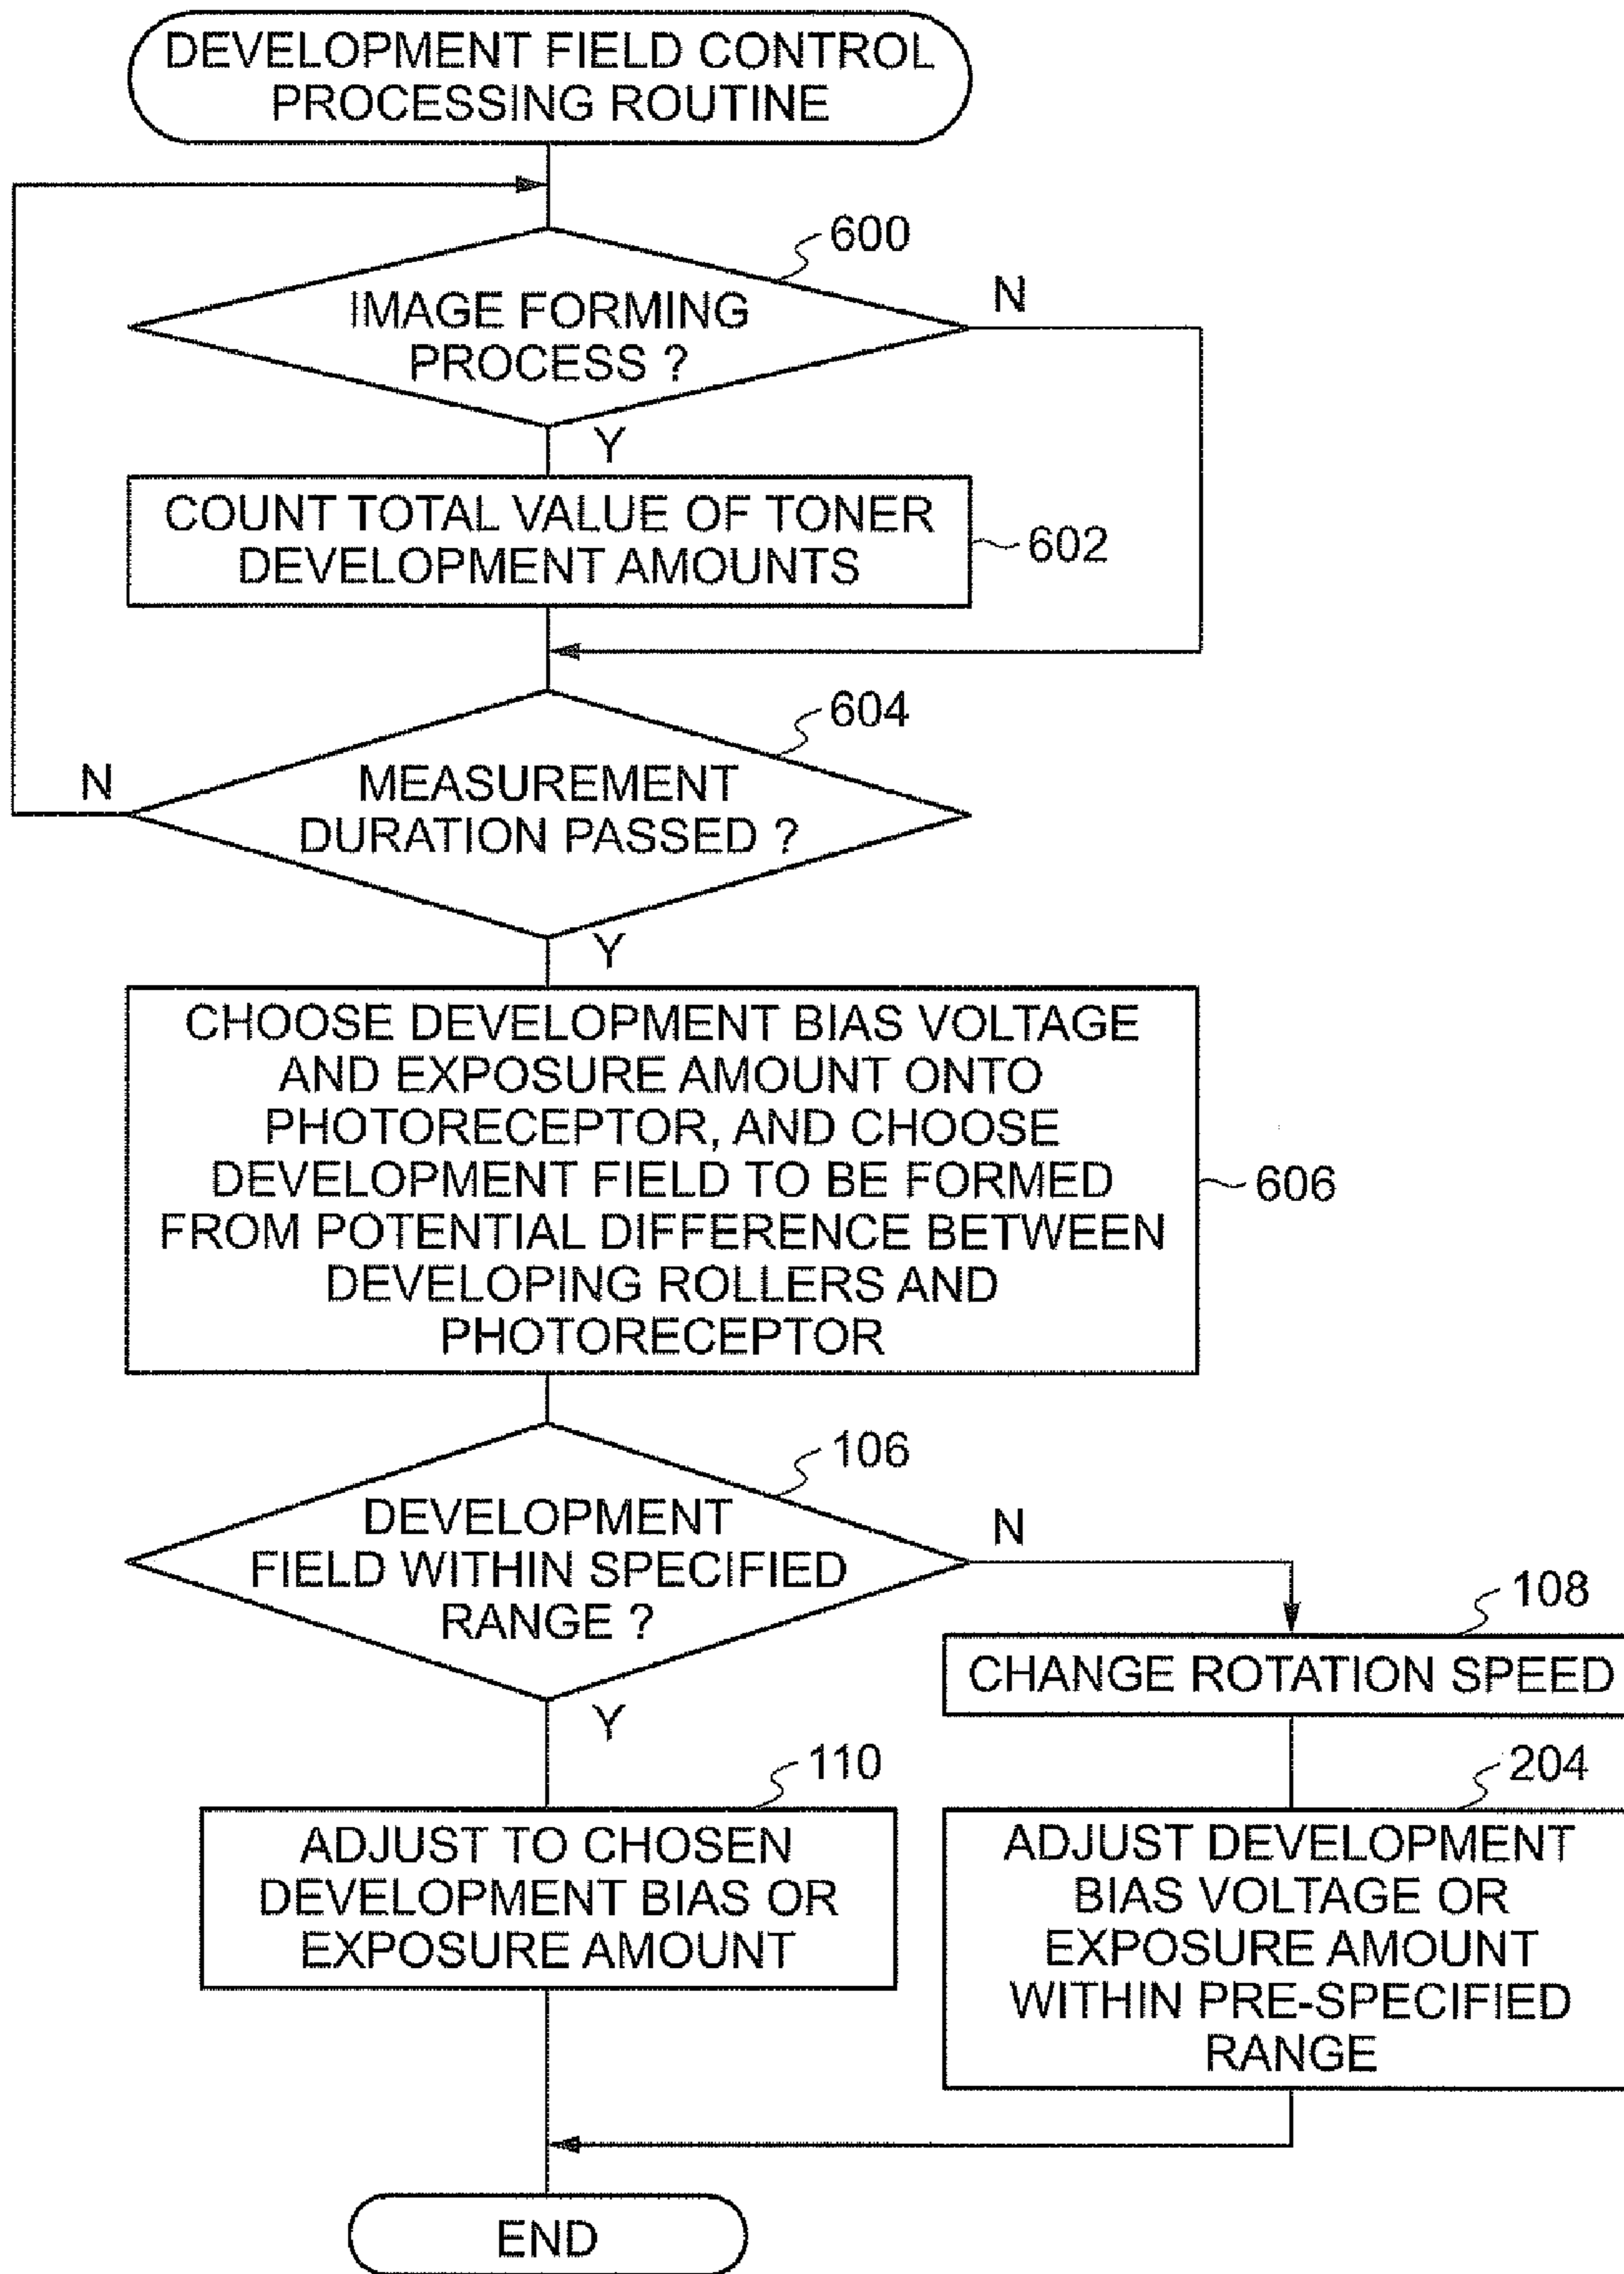 DEVELOPMENT FIELD CONTROL
PROCESSING ROUTINE
600
IMAGE FORMING
PROCESS ?
N
Y
COUNT TOTAL VALUE OF TONER
DEVELOPMENT AMOUNTS
602
604
MEASUREMENT
DURATION PASSED ?
N
Y
CHOOSE DEVELOPMENT BIAS VOLTAGE
AND EXPOSURE AMOUNT ONTO
PHOTORECEPTOR, AND CHOOSE
DEVELOPMENT FIELD TO BE FORMED
FROM POTENTIAL DIFFERENCE BETWEEN
DEVELOPING ROLLERS AND
PHOTORECEPTOR
606
106
DEVELOPMENT
FIELD WITHIN SPECIFIED
RANGE ?
N
Y
108
CHANGE ROTATION SPEED
110
ADJUST TO CHOSEN
DEVELOPMENT BIAS OR
EXPOSURE AMOUNT
204
ADJUST DEVELOPMENT
BIAS VOLTAGE OR
EXPOSURE AMOUNT
WITHIN PRE-SPECIFIED
RANGE
END